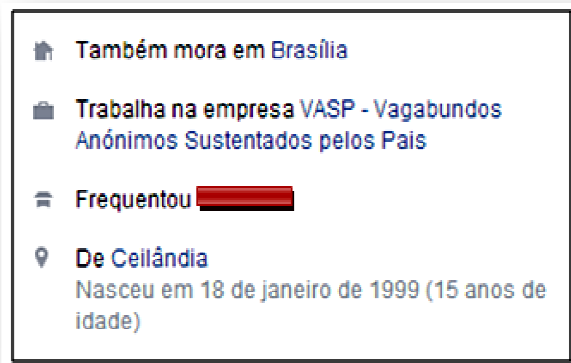 Também mora em Brasília
Trabalha na empresa VASP - Vagabundos
Anónimos Sustentados pelos Pais
Frequentou
De Ceilândia
Nasceu em 18 de janeiro de 1999 (15 anos de
idade)